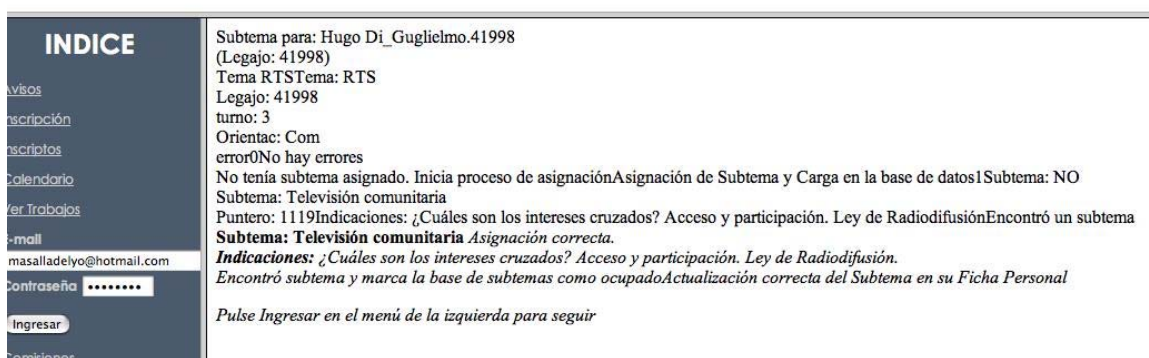 INDICE
Avisos
Inscripción
Inscriptos
Calendario
Ver Trabajos
E-mail
masalladelyo@hotmail.com
Contraseña ••••••••
Ingresar
Comisiones
Subtema para: Hugo Di_Guglielmo.41998
(Legajo: 41998)
Tema RTSTema: RTS
Legajo: 41998
turno: 3
Orientac: Com
error0No hay errores
No tenía subtema asignado. Inicia proceso de asignaciónAsignación de Subtema y Carga en la base de datos1Subtema: NO
Subtema: Televisión comunitaria
Puntero: 1119Indicaciones: ¿Cuáles son los intereses cruzados? Acceso y participación. Ley de RadiodifusiónEncontró un subtema
Subtema: Televisión comunitaria Asignación correcta.
Indicaciones: ¿Cuáles son los intereses cruzados? Acceso y participación. Ley de Radiodifusión.
Encontró subtema y marca la base de subtemas como ocupadoActualización correcta del Subtema en su Ficha Personal
Pulse Ingresar en el menú de la izquierda para seguir